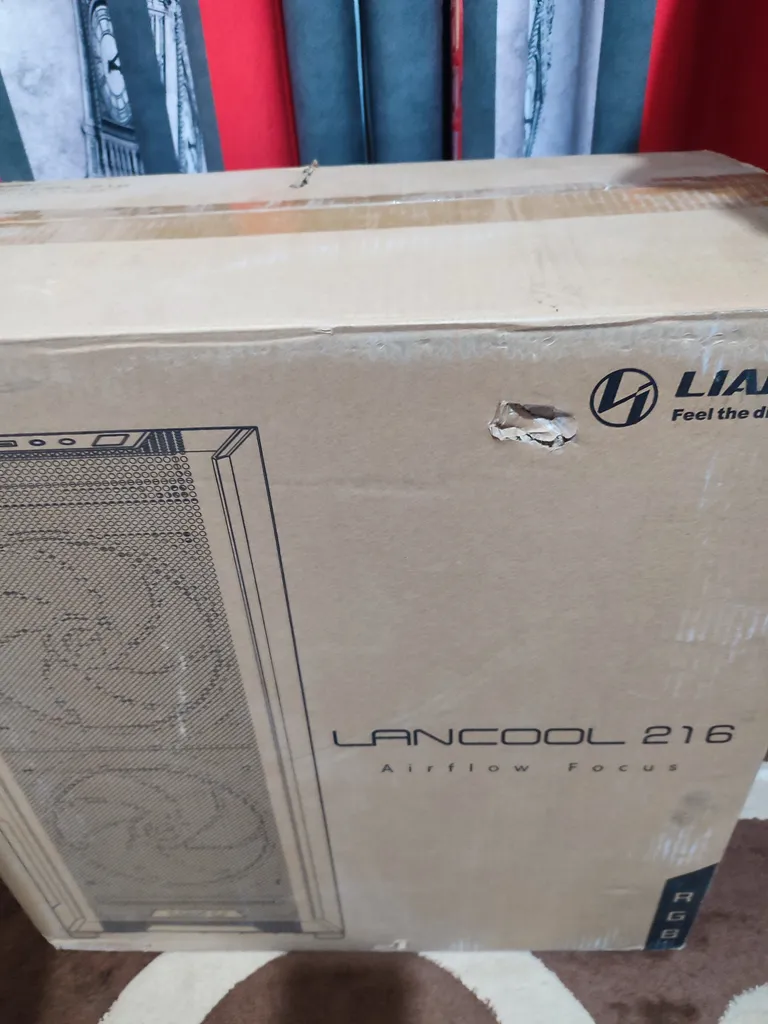 LIAN
Feel the d
LANCOOL 216
Airflow Focus
RGB